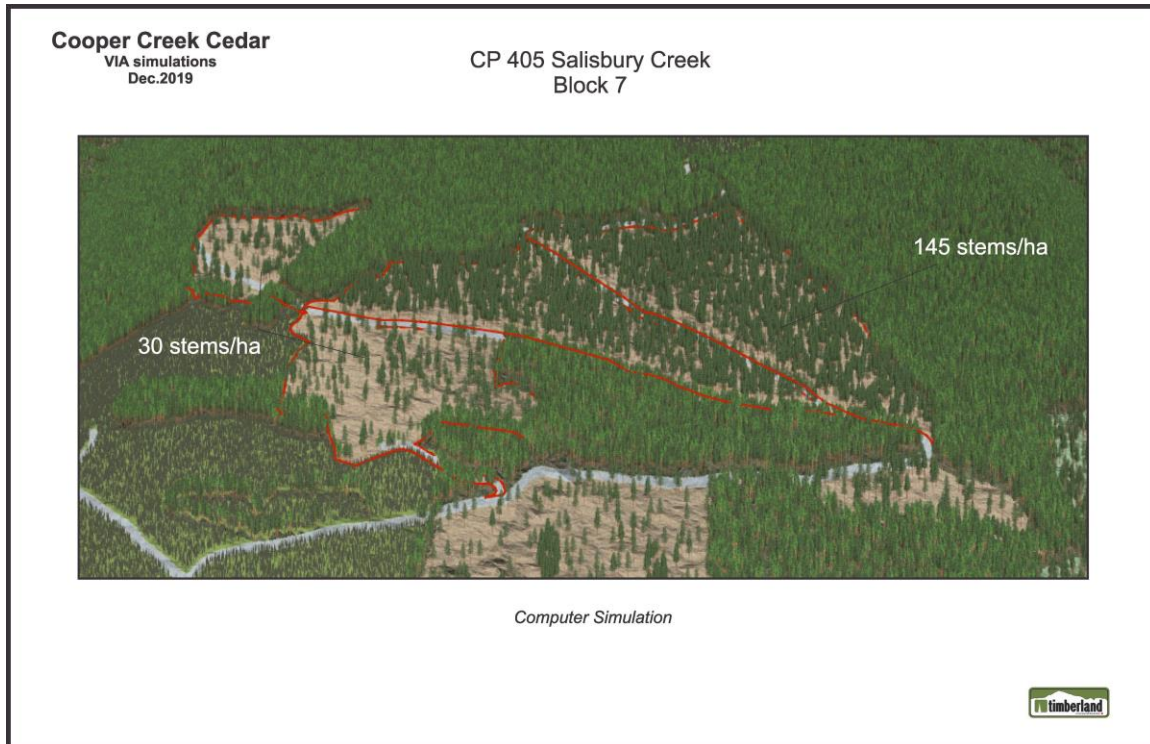 Cooper Creek Cedar
VIA simulations
Dec.2019
CP 405 Salisbury Creek
Block 7
145 stems/ha
30 stems/ha
Computer Simulation
timberland